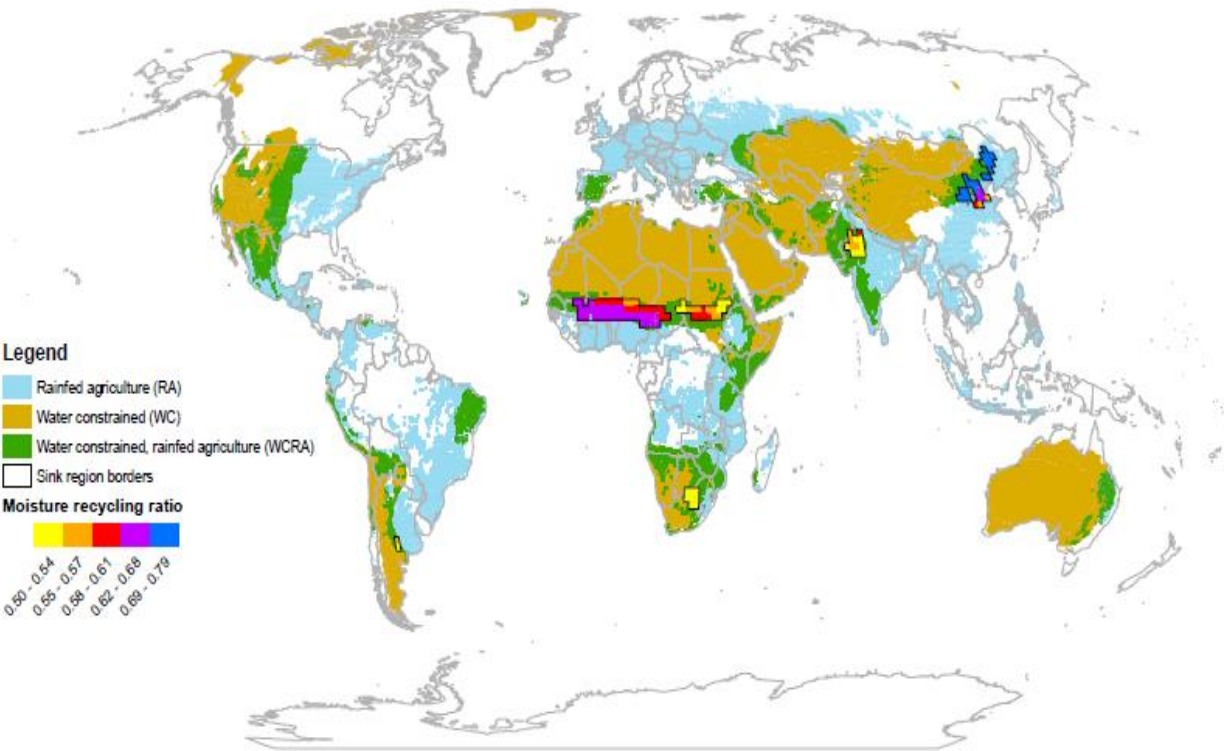 Legend
Rainfed agriculture (RA)
Water constrained (WC)
Water constrained, rainfed agriculture (WCRA)
Sink region borders
Moisture recycling ratio
0.50 - 0.54
0.55 - 0.57
0.58 - 0.61
0.62 - 0.68
0.69 - 0.79